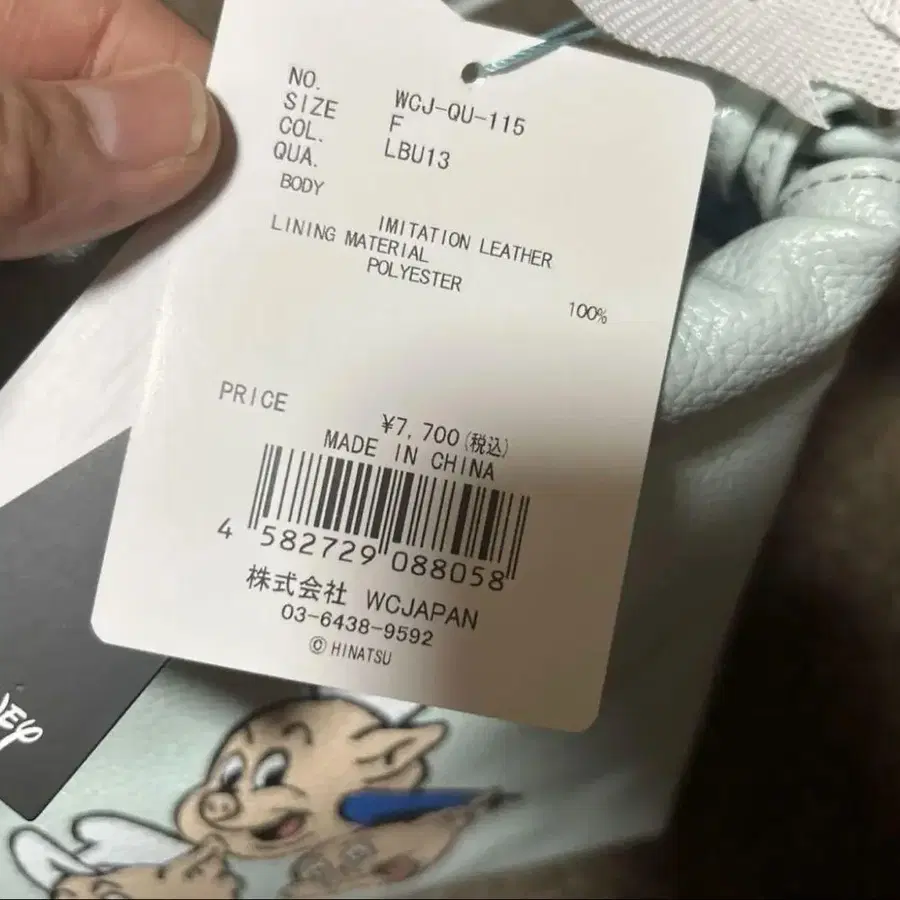 NO. WCJ-QU-115
SIZE F
COL. LBU13
QUA.
BODY
IMITATION LEATHER
LINING MATERIAL
POLYESTER 100%
PRICE ¥7,700(税込)
MADE IN CHINA
4 582729 088058
株式会社 WCJAPAN
03-6438-9592
© HINATSU